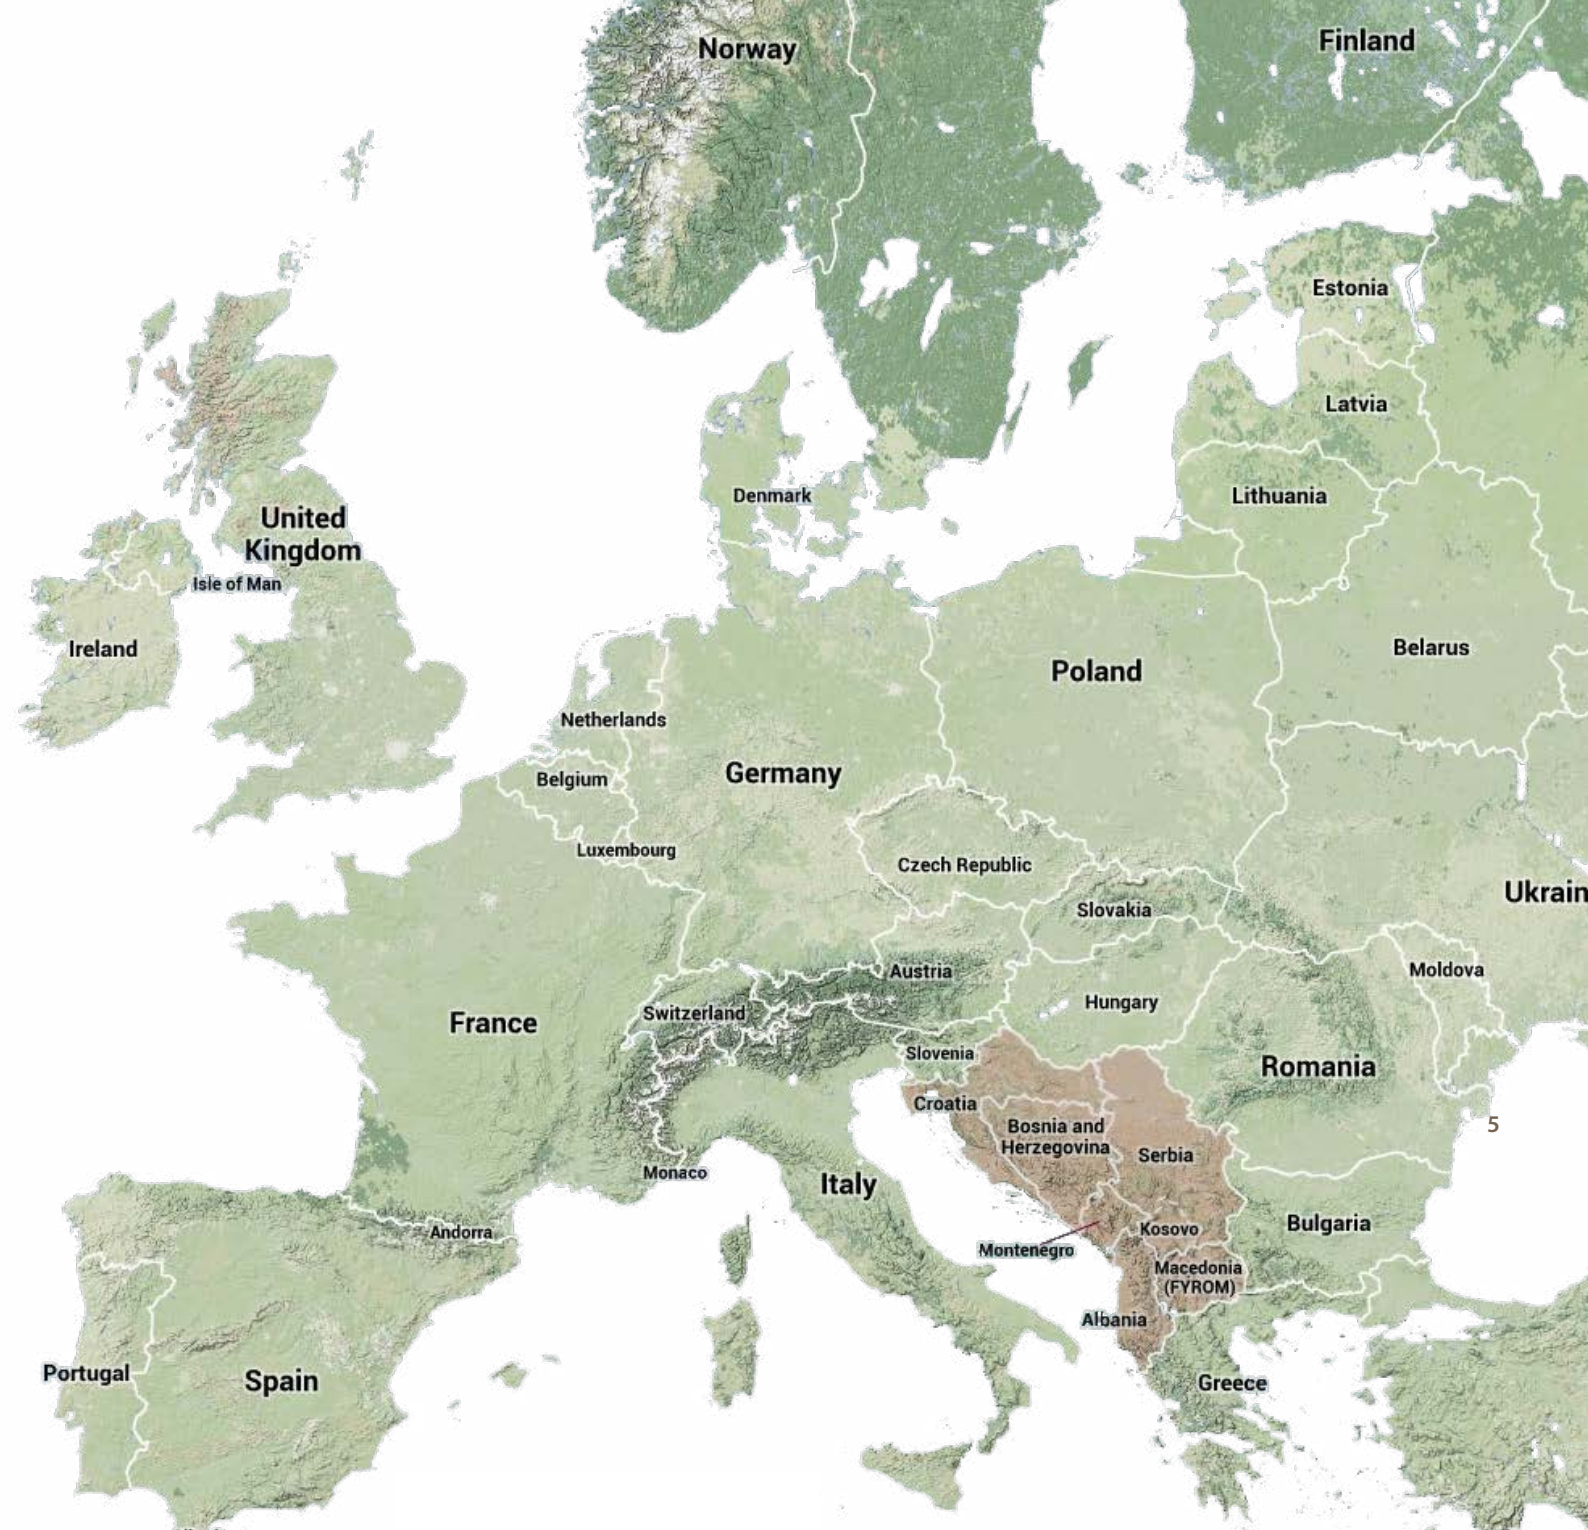 Norway
Finland
Estonia
Latvia
Lithuania
Denmark
United
Kingdom
Isle of Man
Ireland
Belarus
Poland
Netherlands
Germany
Belgium
Luxembourg
Czech Republic
Ukrain
Slovakia
Austria
Moldova
Hungary
Switzerland
France
Slovenia
Romania
Croatia
5
Bosnia and
Herzegovina
Serbia
Monaco
Italy
Bulgaria
Kosovo
Andorra
Montenegro
Macedonia
(FYROM)
Albania
Portugal
Spain
Greece